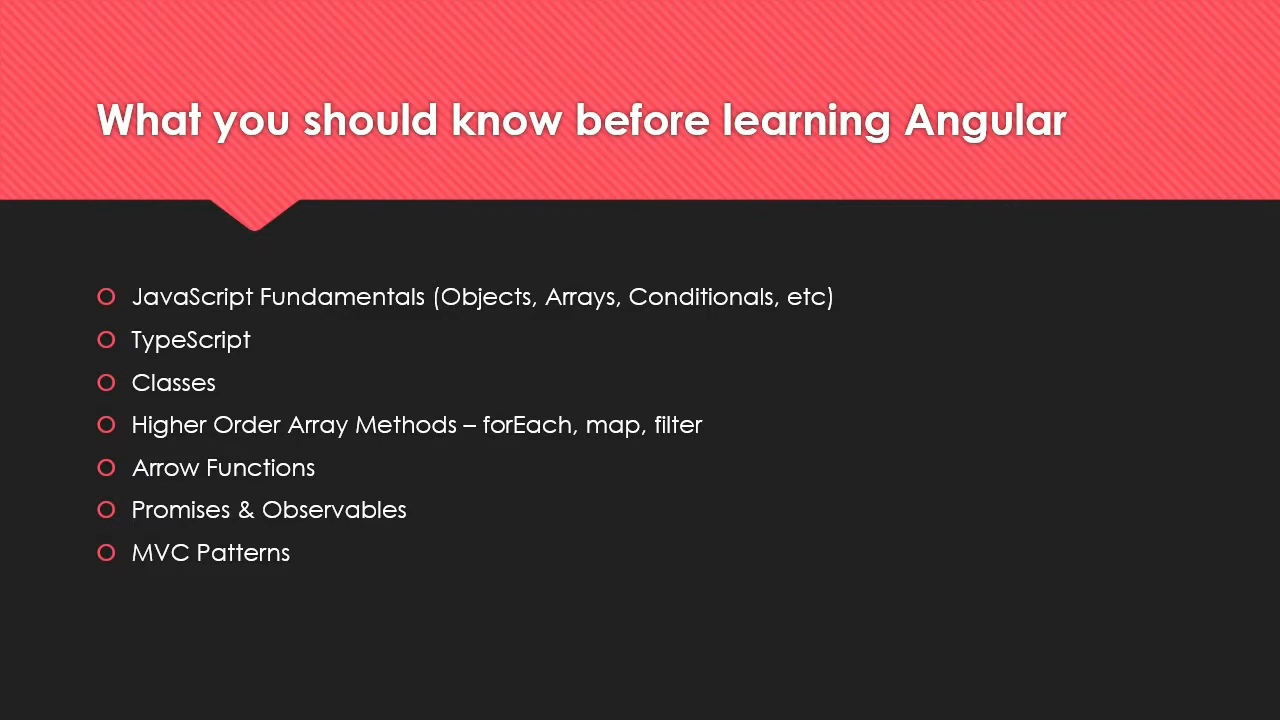 What you should know before learning Angular
JavaScript Fundamentals (Objects, Arrays, Conditionals, etc)
TypeScript
Classes
Higher Order Array Methods – forEach, map, filter
Arrow Functions
Promises & Observables
MVC Patterns